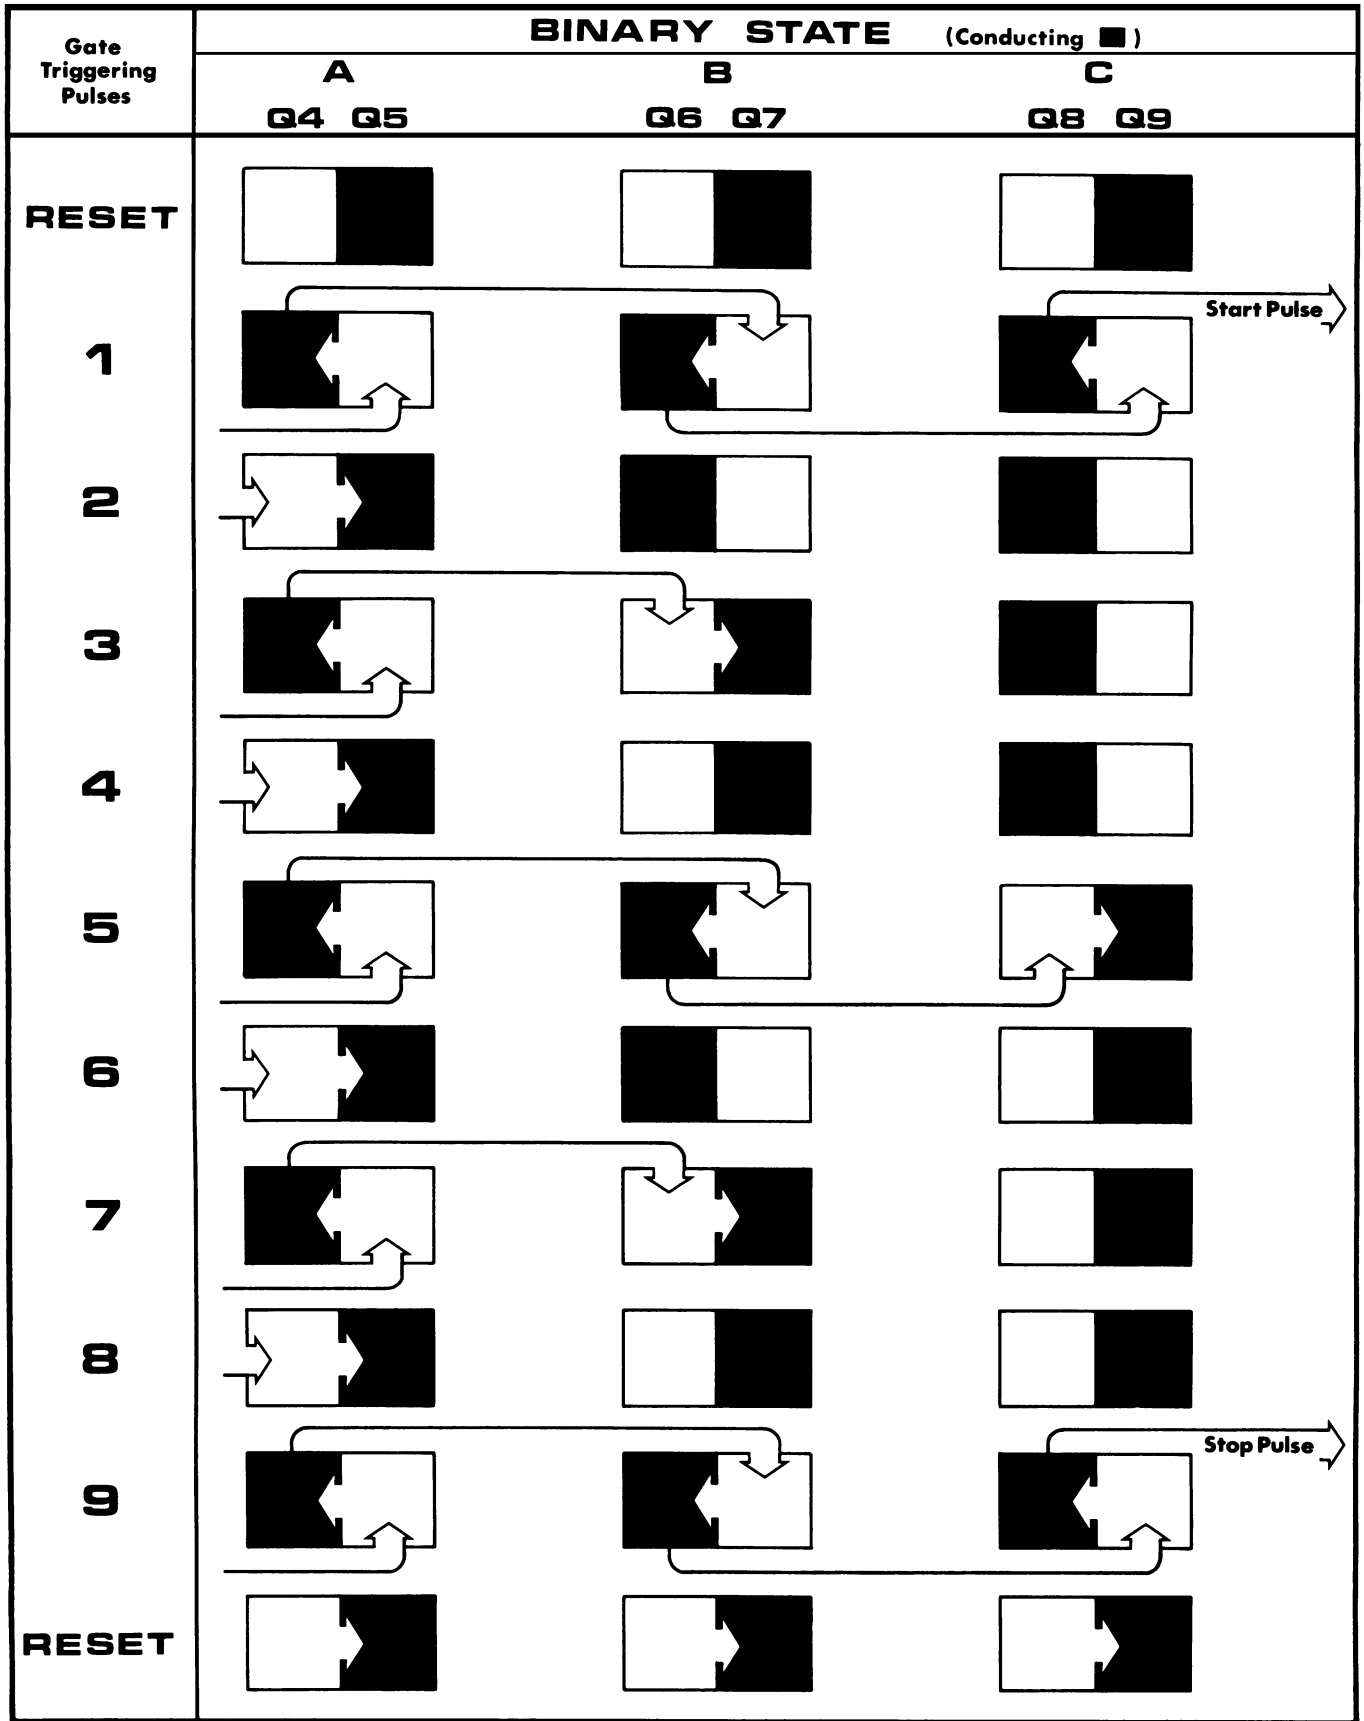 Gate
Triggering
Pulses
BINARY STATE (Conducting ■ )
A B C
Q4 Q5 Q6 Q7 Q8 Q9
RESET
1 Start Pulse
2
3
4
5
6
7
8
9 Stop Pulse
RESET